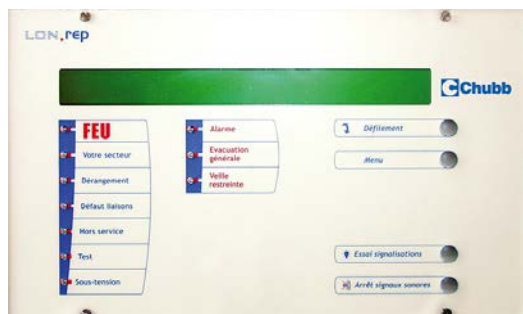 LON.rep
Chubb
FEU
Votre secteur
Dérangement
Défaut liaisons
Hors service
Test
Sous-tension
Alarme
Evacuation
générale
Veille
restreinte
Défilement
Menu
Essai signalisations
Arrêt signaux sonores